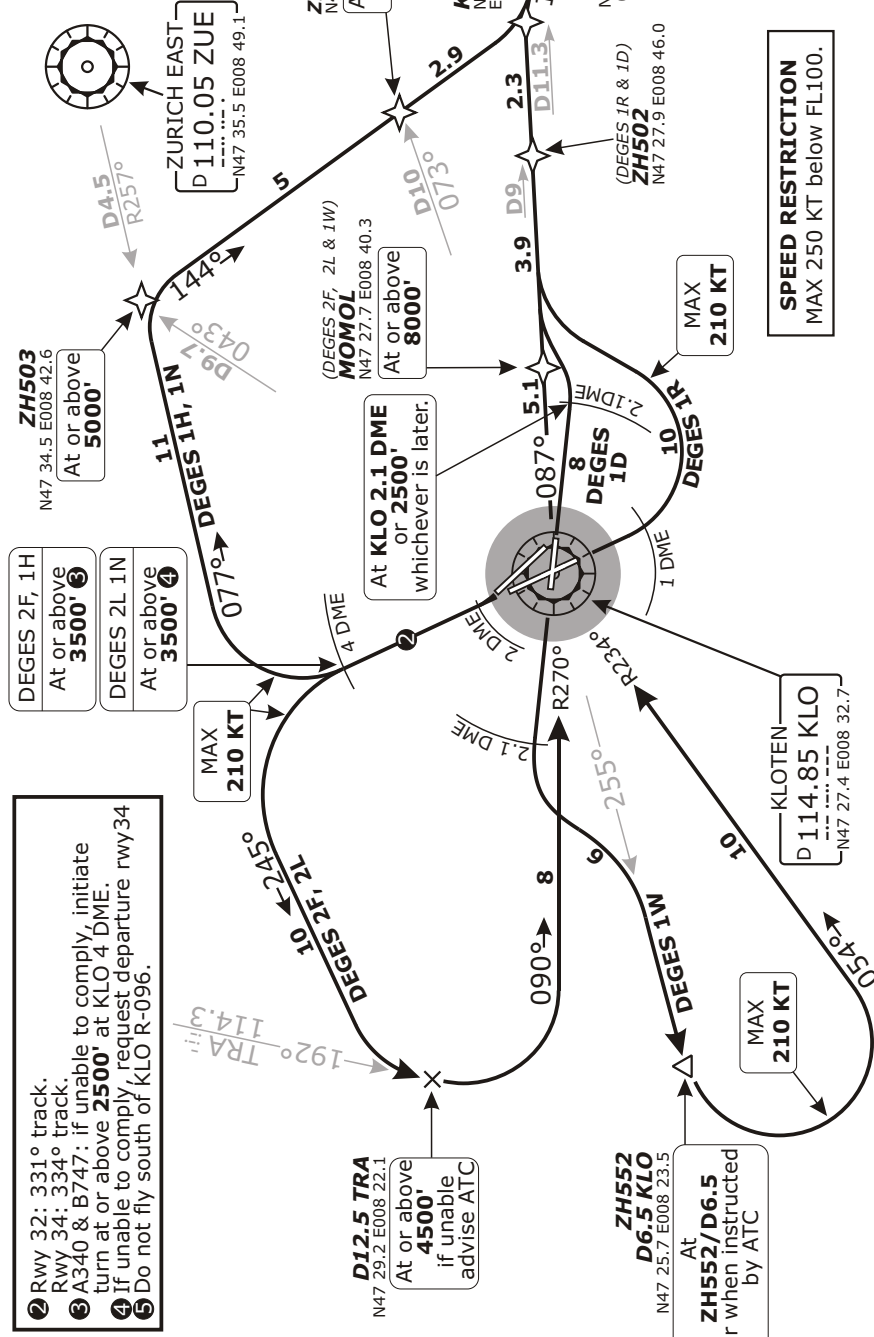 ❷ Rwy 32: 331° track.
Rwy 34: 334° track.
❸ A340 & B747: if unable to comply, initiate
turn at or above 2500' at KLO 4 DME.
❹ If unable to comply, request departure rwy34
❺ Do not fly south of KLO R-096.
DEGES 2F, 1H
At or above
3500' ❸
DEGES 2L 1N
At or above
3500' ❹
ZH503
N47 34.5 E008 42.6
At or above
5000'
D4.5
R257°
ZURICH EAST
D 110.05 ZUE
N47 35.5 E008 49.1
MAX
210 KT
077°
11
DEGES 1H, 1N
D9.7
043°
144°
5
2.9
D10
073°
4 DME
❷
2 DME
10
245°
DEGES 2F, 2L
TRA
114.3
192°
D12.5 TRA
N47 29.2 E008 22.1
At or above
4500'
if unable
advise ATC
090°
8
R270°
2.1 DME
At KLO 2.1 DME
or 2500'
whichever is later.
(DEGES 2F, 2L & 1W)
MOMOL
N47 27.7 E008 40.3
At or above
8000'
087°
5.1
3.9
D9
2.3
D11.3
8
DEGES
1D
2.1DME
(DEGES 1R & 1D)
ZH502
N47 27.9 E008 46.0
10
DEGES 1R
1 DME
MAX
210 KT
255°
6
DEGES 1W
R234°
10
054°
ZH552
D6.5 KLO
N47 25.7 E008 23.5
At
ZH552/D6.5
r when instructed
by ATC
MAX
210 KT
KLOTEN
D 114.85 KLO
N47 27.4 E008 32.7
SPEED RESTRICTION
MAX 250 KT below FL100.